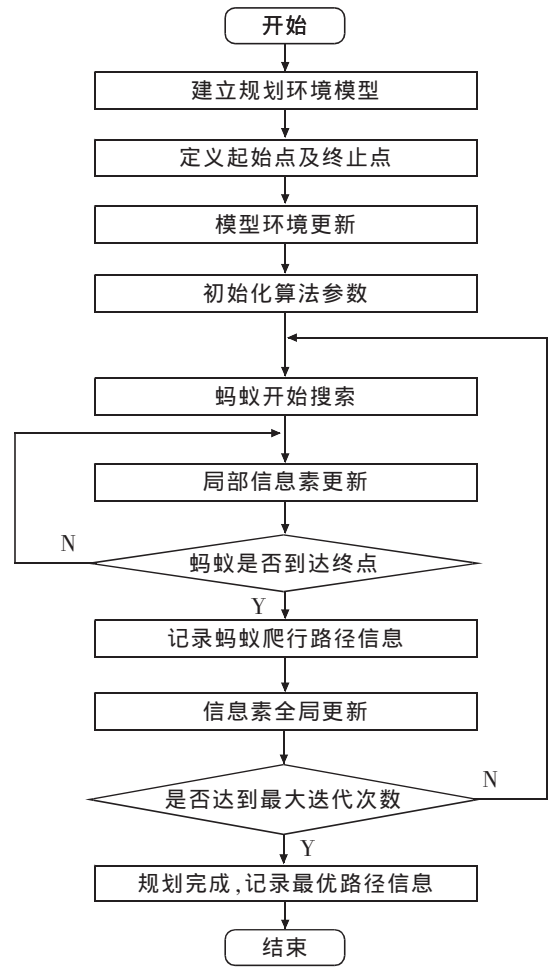 开始
建立规划环境模型
定义起始点及终止点
模型环境更新
初始化算法参数
蚂蚁开始搜索
局部信息素更新
N
蚂蚁是否到达终点
Y
记录蚂蚁爬行路径信息
信息素全局更新
N
是否达到最大迭代次数
Y
规划完成,记录最优路径信息
结束